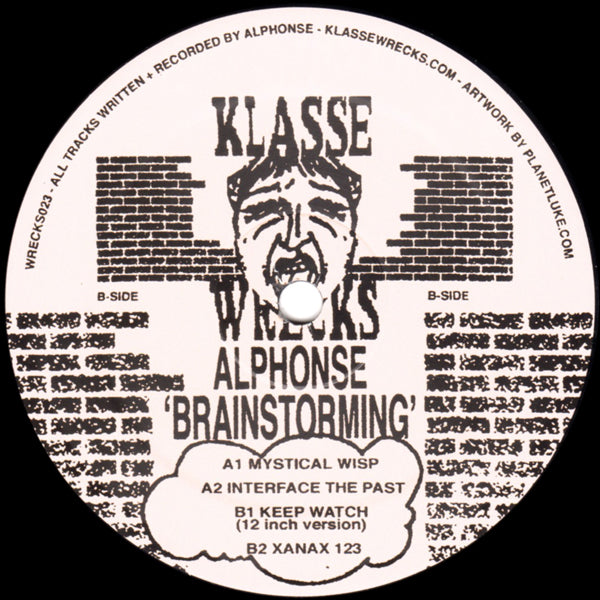 WRECKS023 - ALL TRACKS WRITTEN + RECORDED BY ALPHONSE - KLASSEWRECKS.COM - ARTWORK BY PLANETLUKE.COM
KLASSE
B-SIDE
B-SIDE
WRECKS
ALPHONSE
'BRAINSTORMING'
A1 MYSTICAL WISP
A2 INTERFACE THE PAST
B1 KEEP WATCH
(12 inch version)
B2 XANAX 123